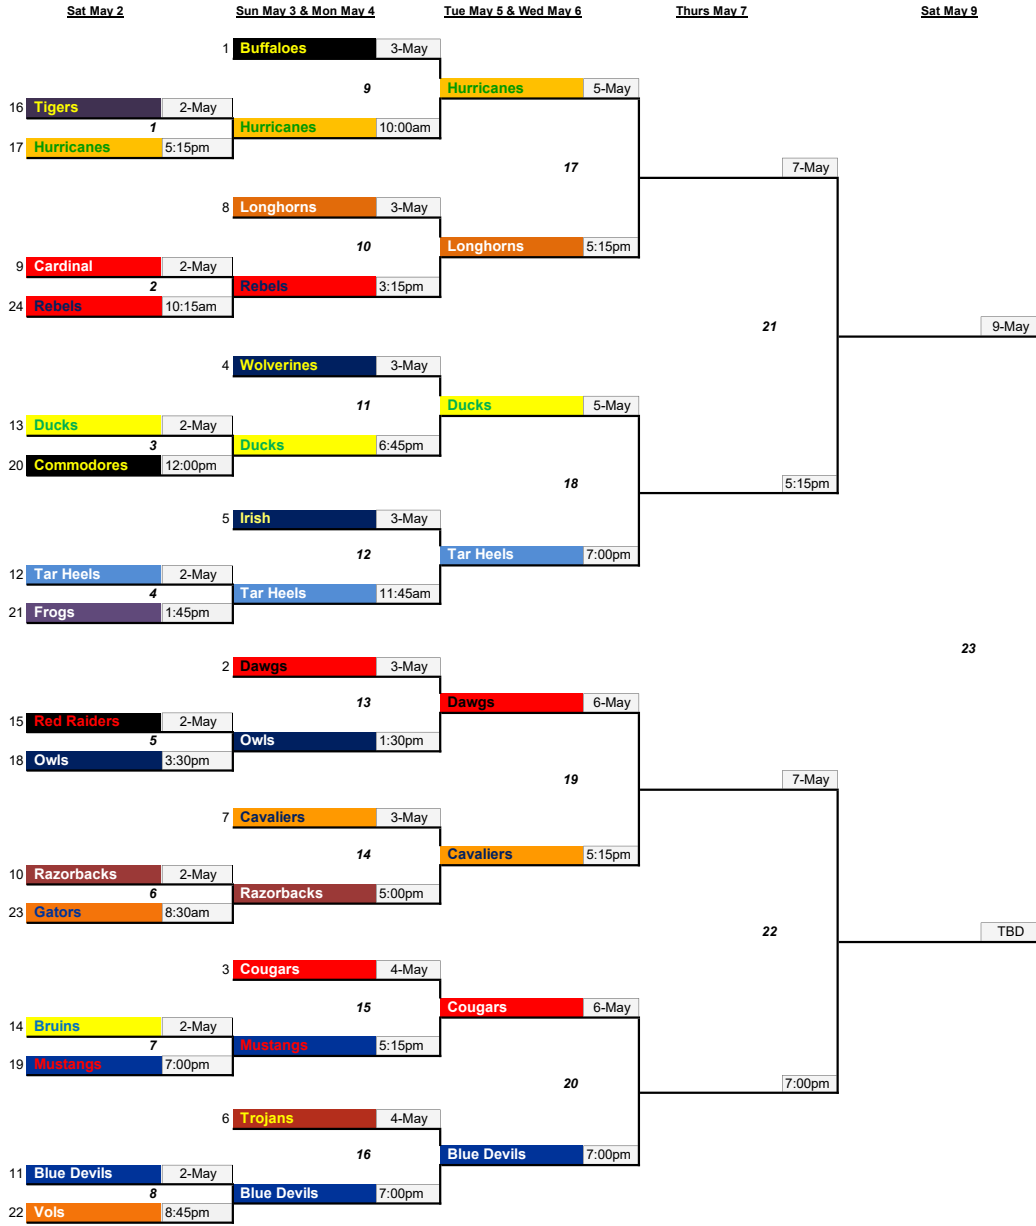 Sat May 2 Sun May 3 & Mon May 4 Tue May 5 & Wed May 6 Thurs May 7 Sat May 9
1 Buffaloes 3-May
9 Hurricanes 5-May
16 Tigers 2-May
1 Hurricanes 10:00am
17 Hurricanes 5:15pm
17 7-May
8 Longhorns 3-May
10 Longhorns 5:15pm
9 Cardinal 2-May
2 Rebels 3:15pm
24 Rebels 10:15am
21 9-May
4 Wolverines 3-May
11 Ducks 5-May
13 Ducks 2-May
3 Ducks 6:45pm
20 Commodores 12:00pm
18 5:15pm
5 Irish 3-May
12 Tar Heels 7:00pm
12 Tar Heels 2-May
4 Tar Heels 11:45am
21 Frogs 1:45pm
23
2 Dawgs 3-May
13 Dawgs 6-May
15 Red Raiders 2-May
5 Owls 1:30pm
18 Owls 3:30pm
19 7-May
7 Cavaliers 3-May
14 Cavaliers 5:15pm
10 Razorbacks 2-May
6 Razorbacks 5:00pm
23 Gators 8:30am
22 TBD
3 Cougars 4-May
15 Cougars 6-May
14 Bruins 2-May
7 Mustangs 5:15pm
19 Mustangs 7:00pm
20 7:00pm
6 Trojans 4-May
16 Blue Devils 7:00pm
11 Blue Devils 2-May
8 Blue Devils 7:00pm
22 Vols 8:45pm